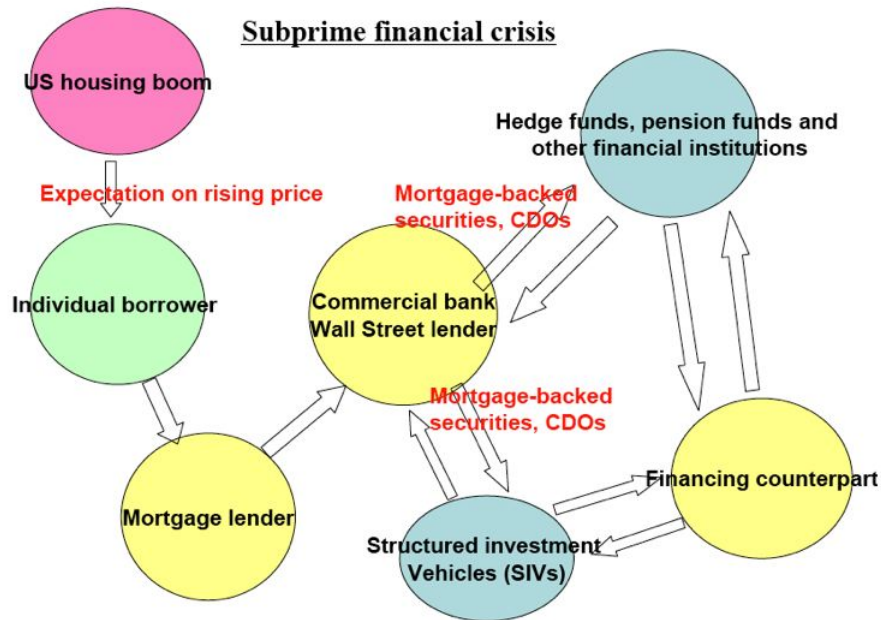 Subprime financial crisis
US housing boom
Expectation on rising price
Individual borrower
Mortgage lender
Commercial bank
Wall Street lender
Mortgage-backed
securities, CDOs
Hedge funds, pension funds and
other financial institutions
Mortgage-backed
securities, CDOs
Structured investment
Vehicles (SIVs)
Financing counterpart